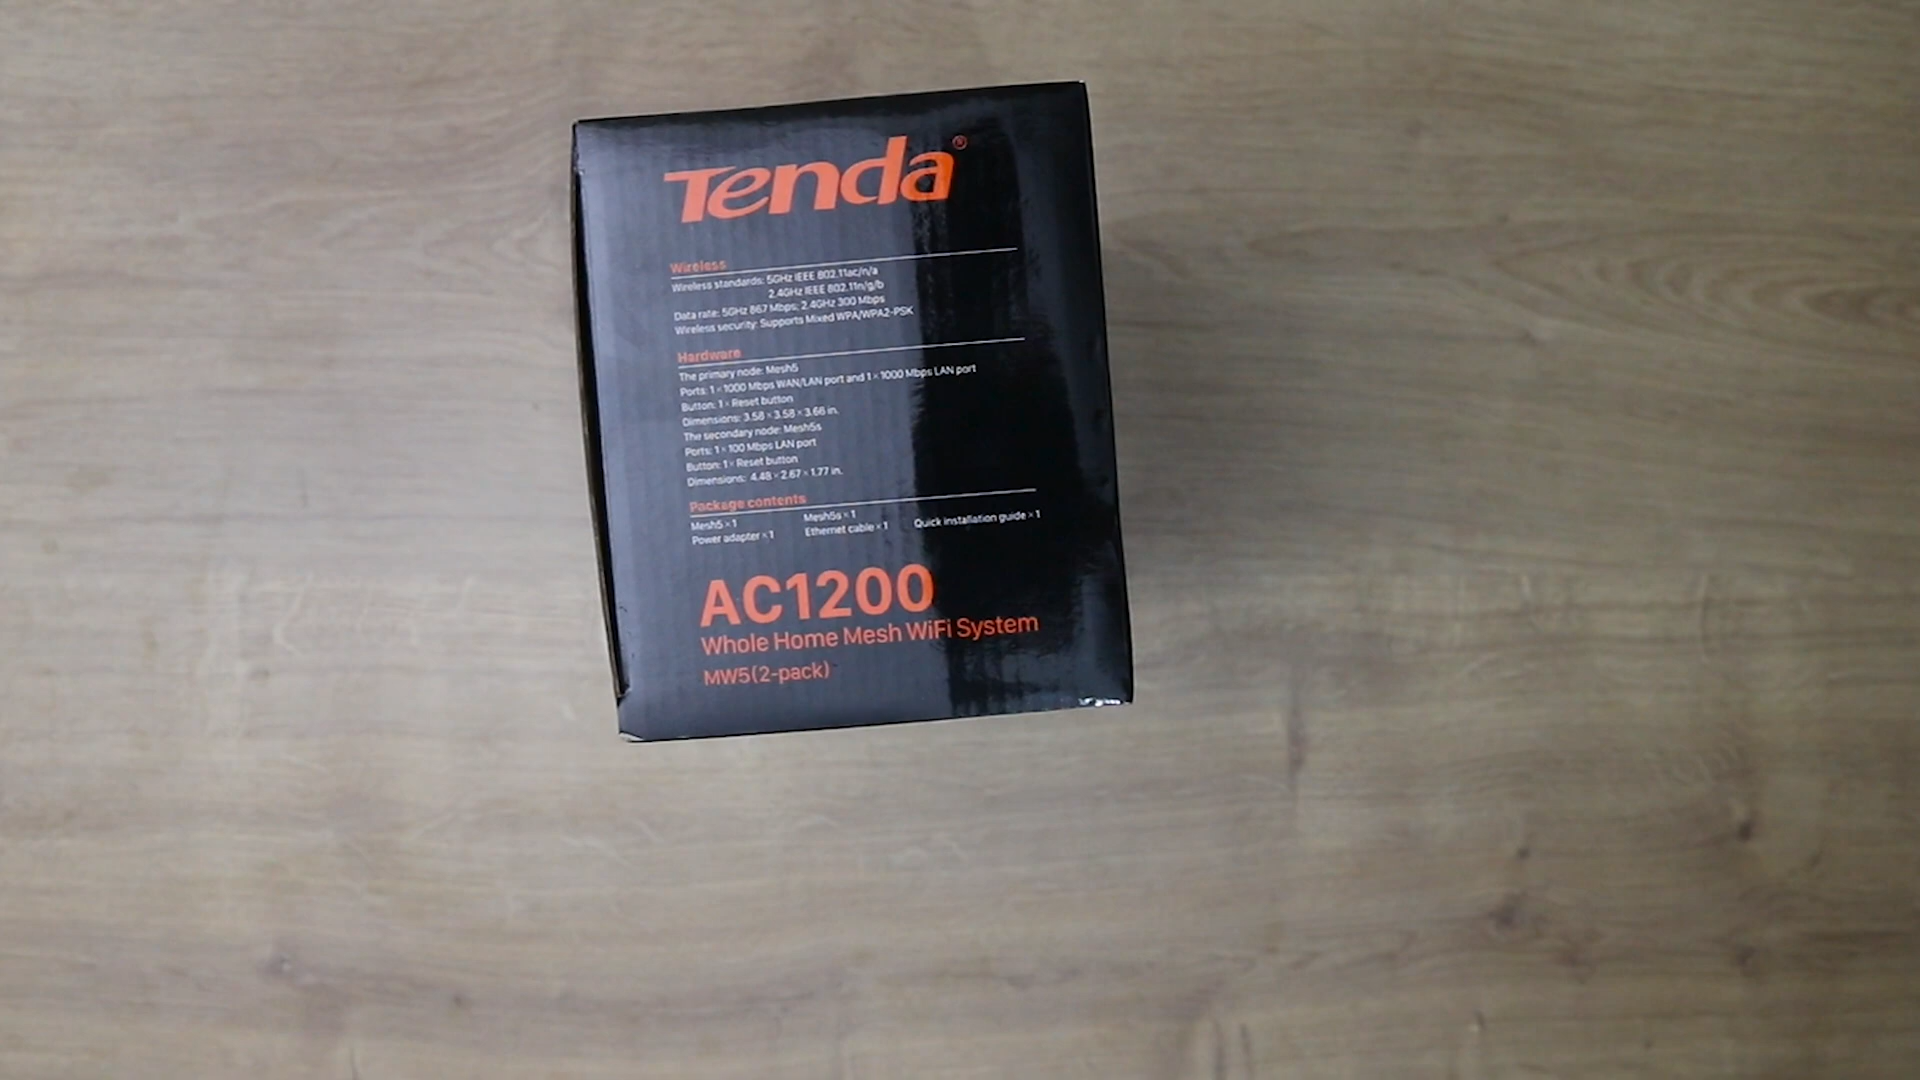 Tenda®
Wireless
Wireless standards: 5GHz IEEE 802.11ac/n/a
2.4GHz IEEE 802.11n/g/b
Data rate: 5GHz 867 Mbps; 2.4GHz 300 Mbps
Wireless security: Supports Mixed WPA/WPA2-PSK
Hardware
The primary node: Mesh5
Ports: 1×1000 Mbps WAN/LAN port and 1×1000 Mbps LAN port
Button: 1× Reset button
Dimensions: 3.58 × 3.58 × 3.66 in.
The secondary node: Mesh5s
Ports: 1× 100 Mbps LAN port
Button: 1× Reset button
Dimensions: 4.48 × 2.67 × 1.77 in.
Package contents
Mesh5 ×1 Mesh5s ×1
Power adapter ×1 Ethernet cable ×1 Quick installation guide ×1
AC1200
Whole Home Mesh WiFi System
MW5(2-pack)